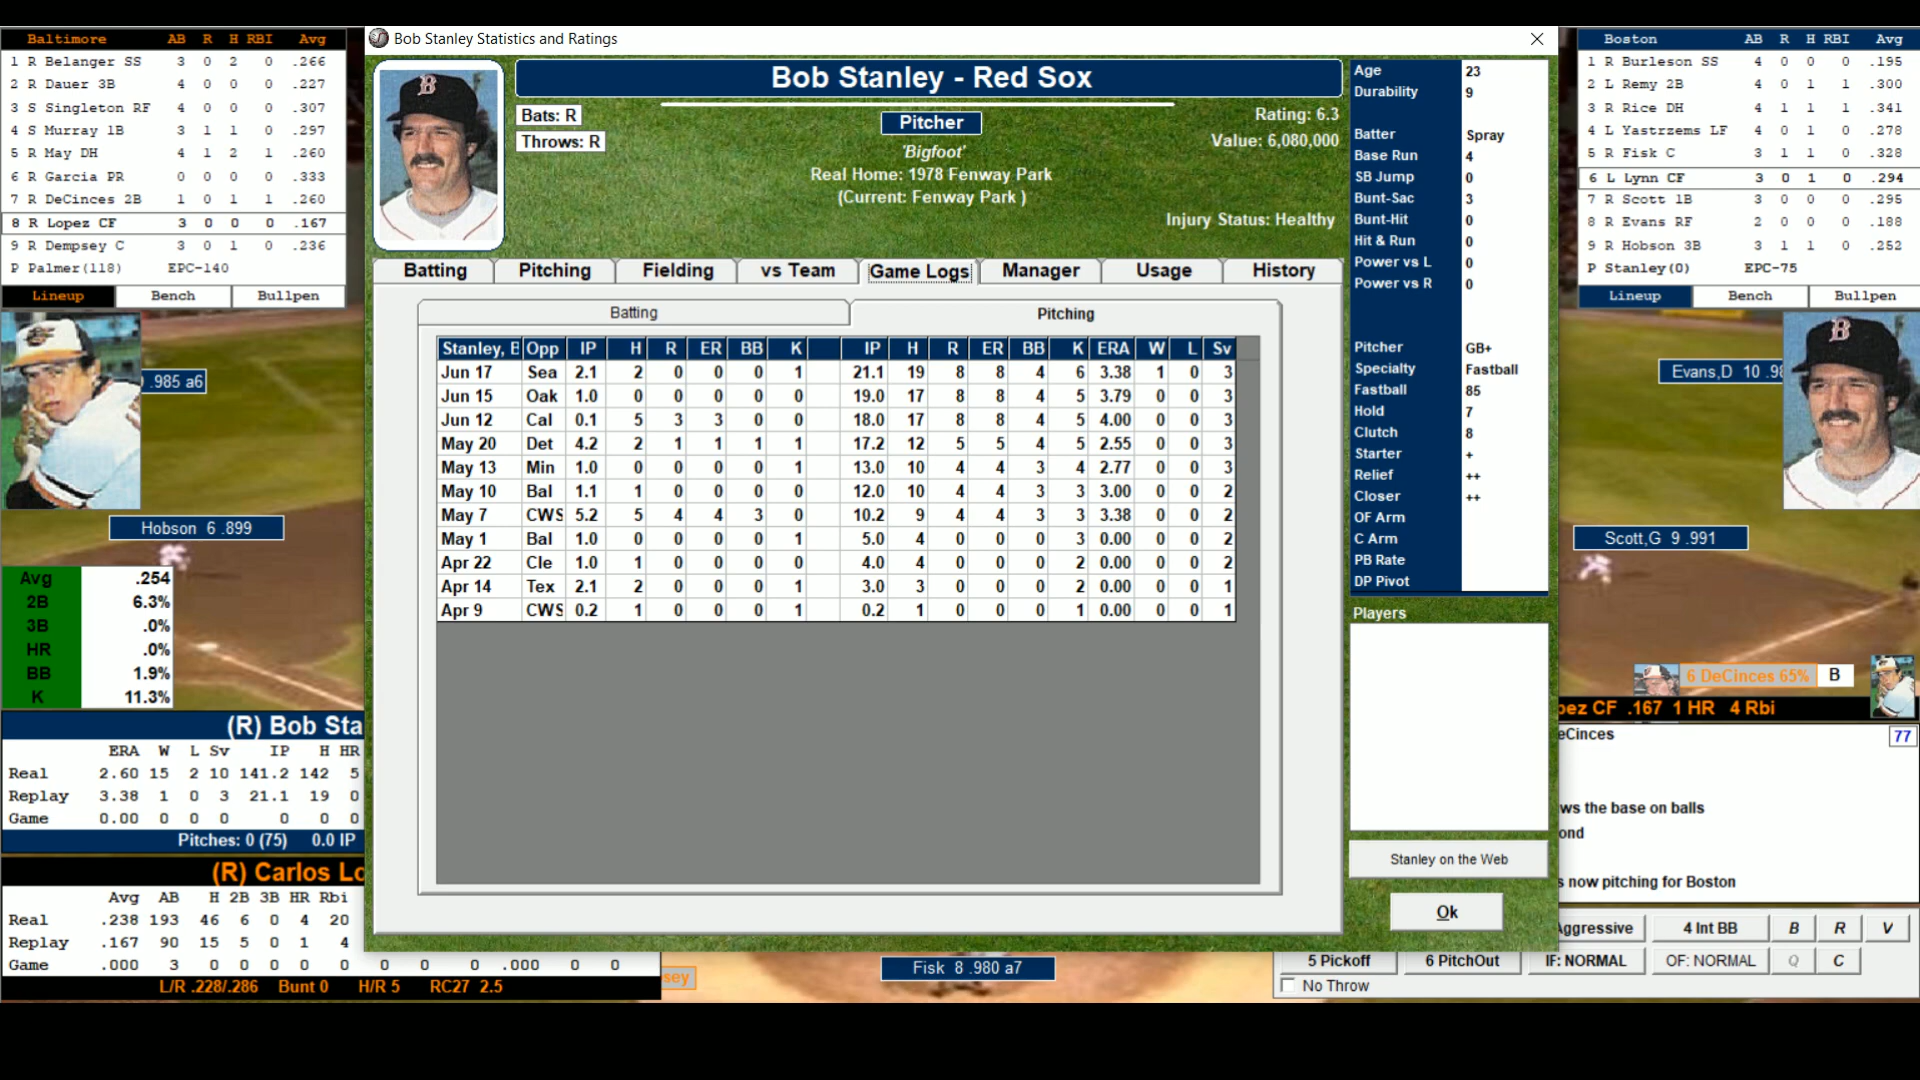 Bob Stanley Statistics and Ratings
Baltimore AB R H RBI Avg
1 R Belanger SS 3 0 2 0 .266
2 R Dauer 3B 4 0 0 0 .227
3 S Singleton RF 4 0 0 0 .307
4 S Murray 1B 3 1 1 0 .297
5 R May DH 4 1 2 1 .260
6 R Garcia PR 0 0 0 0 .333
7 R DeCinces 2B 1 0 1 1 .260
8 R Lopez CF 3 0 0 0 .167
9 R Dempsey C 3 0 1 0 .236
P Palmer(118) EPC-140
Lineup Bench Bullpen
.985 a6
Hobson 6 .899
Avg .254
2B 6.3%
3B .0%
HR .0%
BB 1.9%
K 11.3%
(R) Bob Sta
ERA W L Sv IP H HR
Real 2.60 15 2 10 141.2 142 5
Replay 3.38 1 0 3 21.1 19 0
Game 0.00 0 0 0 0 0 0
Pitches: 0 (75) 0.0 IP
(R) Carlos Lo
Avg AB H 2B 3B HR Rbi
Real .238 193 46 6 0 4 20
Replay .167 90 15 5 0 1 4
Game .000 3 0 0 0 0 0 0 0 0 .000 0 0
L/R .228/.286 Bunt 0 H/R 5 RC27 2.5
Bob Stanley - Red Sox
Bats: R
Throws: R
Pitcher
'Bigfoot'
Real Home: 1978 Fenway Park
(Current: Fenway Park )
Rating: 6.3
Value: 6,080,000
Injury Status: Healthy
Batting Pitching Fielding vs Team Game Logs Manager Usage History
Batting Pitching
Stanley, B Opp IP H R ER BB K IP H R ER BB K ERA W L Sv
Jun 17 Sea 2.1 2 0 0 0 1 21.1 19 8 8 4 6 3.38 1 0 3
Jun 15 Oak 1.0 0 0 0 0 0 19.0 17 8 8 4 5 3.79 0 0 3
Jun 12 Cal 0.1 5 3 3 0 0 18.0 17 8 8 4 5 4.00 0 0 3
May 20 Det 4.2 2 1 1 1 1 17.2 12 5 5 4 5 2.55 0 0 3
May 13 Min 1.0 0 0 0 0 1 13.0 10 4 4 3 4 2.77 0 0 3
May 10 Bal 1.1 1 0 0 0 0 12.0 10 4 4 3 3 3.00 0 0 2
May 7 CWS 5.2 5 4 4 3 0 10.2 9 4 4 3 3 3.38 0 0 2
May 1 Bal 1.0 0 0 0 0 1 5.0 4 0 0 0 3 0.00 0 0 2
Apr 22 Cle 1.0 1 0 0 0 0 4.0 4 0 0 0 2 0.00 0 0 2
Apr 14 Tex 2.1 2 0 0 0 1 3.0 3 0 0 0 2 0.00 0 0 1
Apr 9 CWS 0.2 1 0 0 0 1 0.2 1 0 0 0 1 0.00 0 0 1
Age 23
Durability 9
Batter Spray
Base Run 4
SB Jump 0
Bunt-Sac 3
Bunt-Hit 0
Hit & Run 0
Power vs L 0
Power vs R 0
Pitcher GB+
Specialty Fastball
Fastball 85
Hold 7
Clutch 8
Starter +
Relief ++
Closer ++
OF Arm
C Arm
PB Rate
DP Pivot
Players
Stanley on the Web
Ok
Boston AB R H RBI Avg
1 R Burleson SS 4 0 0 0 .195
2 L Remy 2B 4 0 1 1 .300
3 R Rice DH 4 1 1 1 .341
4 L Yastrzems LF 4 0 1 0 .278
5 R Fisk C 3 1 1 0 .328
6 L Lynn CF 3 0 1 0 .294
7 R Scott 1B 3 0 0 0 .295
8 R Evans RF 2 0 0 0 .188
9 R Hobson 3B 3 1 1 0 .252
P Stanley(0) EPC-75
Lineup Bench Bullpen
Evans,D 10 .98
Scott,G 9 .991
6 DeCinces 65% B
pez CF .167 1 HR 4 Rbi
eCinces 77
ws the base on balls
ond
s now pitching for Boston
Aggressive 4 Int BB B R V
5 Pickoff 6 PitchOut IF: NORMAL OF: NORMAL Q C
No Throw
Fisk 8 .980 a7
sey